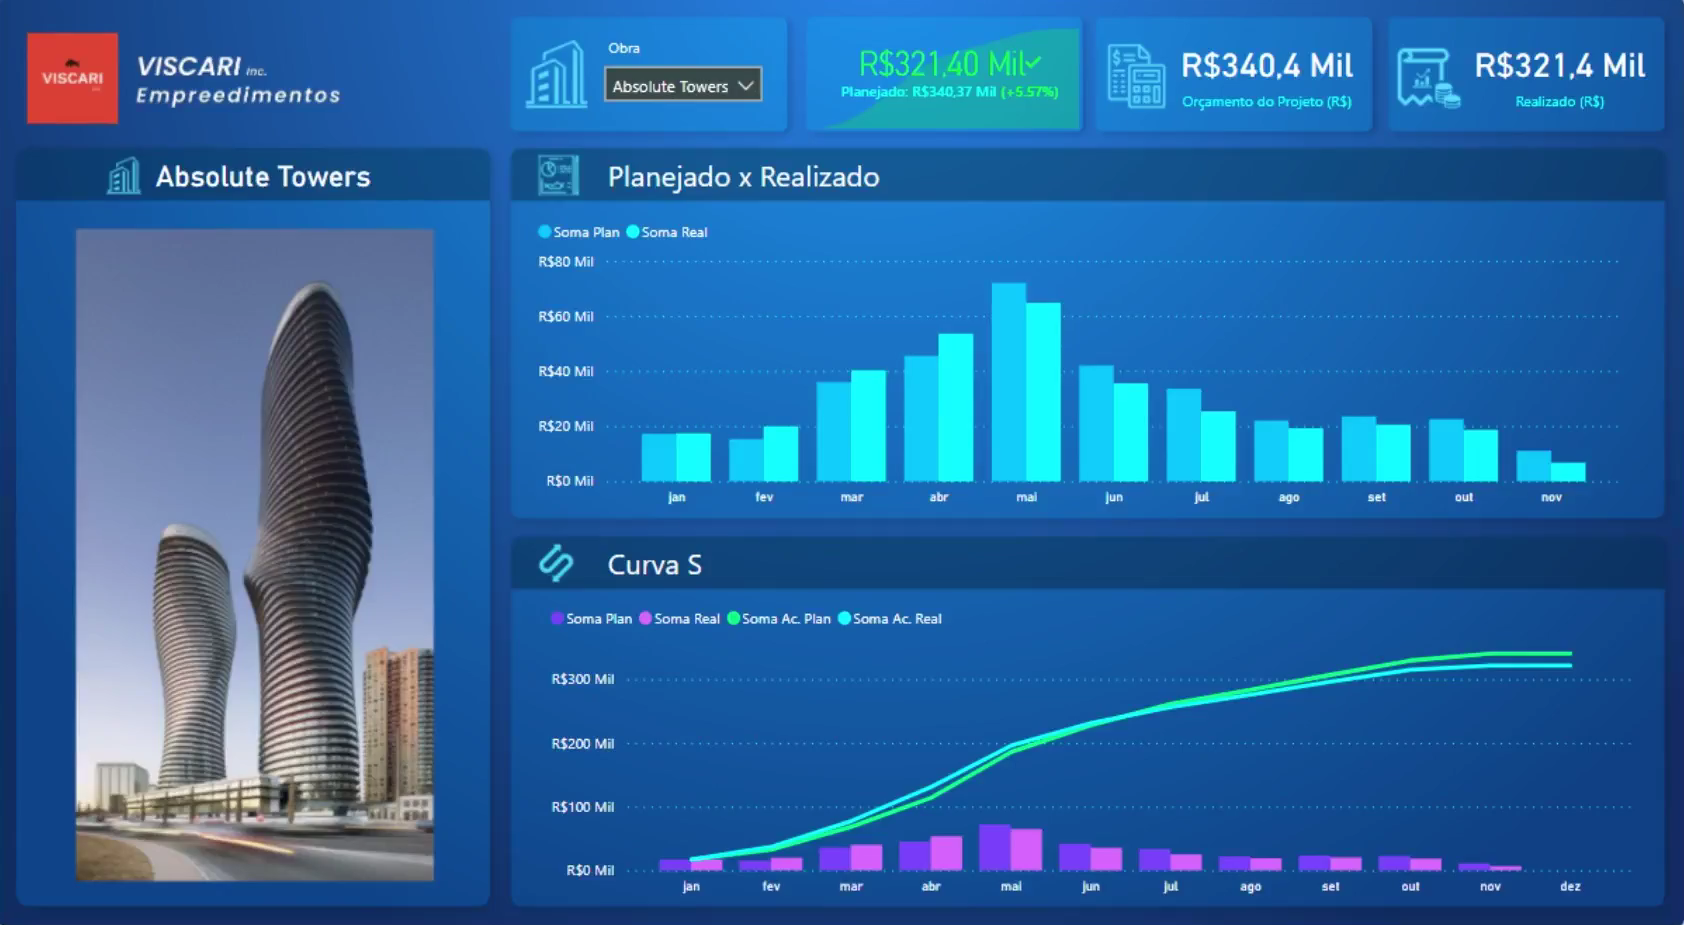 VISCARI
VISCARI Inc.
Empreedimentos
Obra
Absolute Towers
R$321,40 Mil
Planejado: R$340,37 Mil (+5.57%)
R$340,4 Mil
Orçamento do Projeto (R$)
R$321,4 Mil
Realizado (R$)
Absolute Towers
Planejado x Realizado
Soma Plan Soma Real
R$80 Mil
R$60 Mil
R$40 Mil
R$20 Mil
R$0 Mil
jan fev mar abr mai jun jul ago set out nov
Curva S
Soma Plan Soma Real Soma Ac. Plan Soma Ac. Real
R$300 Mil
R$200 Mil
R$100 Mil
R$0 Mil
jan fev mar abr mai jun jul ago set out nov dez